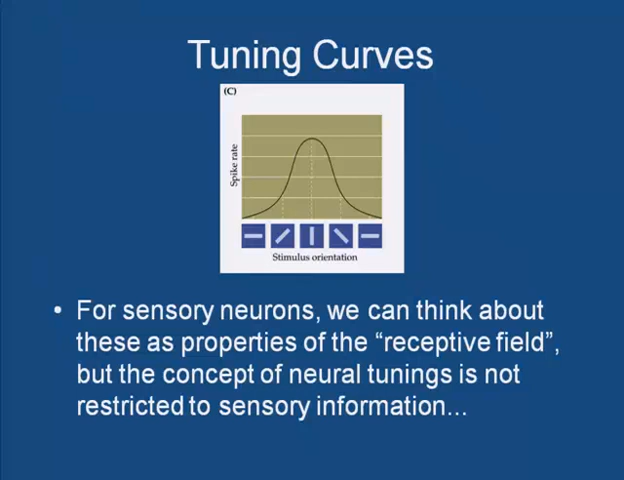 Tuning Curves
(C)
Spike rate
Stimulus orientation
• For sensory neurons, we can think about
these as properties of the “receptive field”,
but the concept of neural tunings is not
restricted to sensory information...